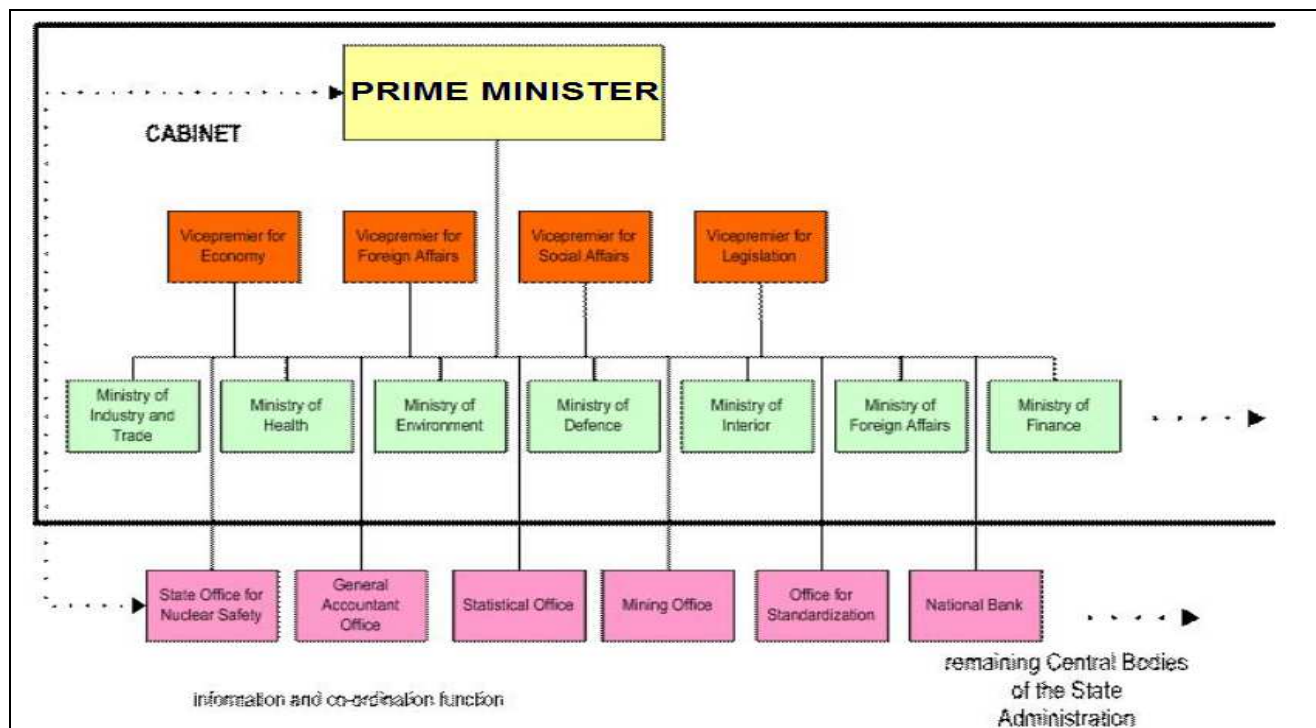 PRIME MINISTER
CABINET
Vicepremier for
Economy
Vicepremier for
Foreign Affairs
Vicepremier for
Social Affairs
Vicepremier for
Legislation
Ministry of
Industry and
Trade
Ministry of
Health
Ministry of
Environment
Ministry of
Defence
Ministry of
Interior
Ministry of
Foreign Affairs
Ministry of
Finance
State Office for
Nuclear Safety
General
Accountant
Office
Statistical Office
Mining Office
Office for
Standardization
National Bank
remaining Central Bodies
of the State
Administration
information and co-ordination function